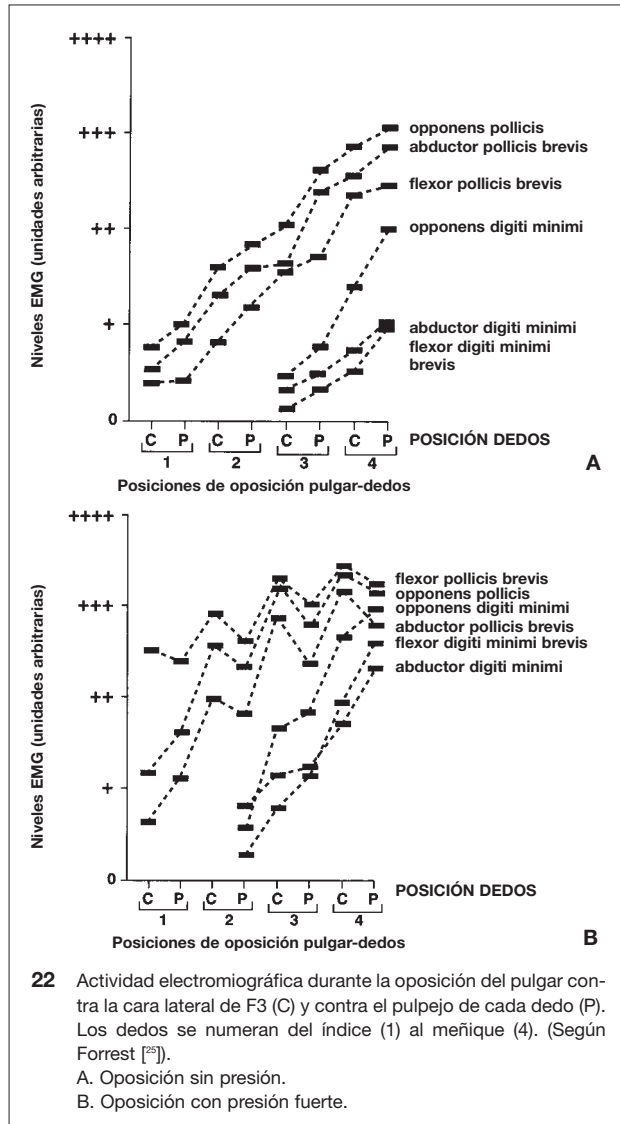 ++++
+++
++
+
0
Niveles EMG (unidades arbitrarias)
opponens pollicis
abductor pollicis brevis
flexor pollicis brevis
opponens digiti minimi
abductor digiti minimi
flexor digiti minimi
brevis
C P C P C P C P POSICIÓN DEDOS
1 2 3 4
A
Posiciones de oposición pulgar-dedos
++++
+++
++
+
0
Niveles EMG (unidades arbitrarias)
flexor pollicis brevis
opponens pollicis
opponens digiti minimi
abductor pollicis brevis
flexor digiti minimi brevis
abductor digiti minimi
C P C P C P C P POSICIÓN DEDOS
1 2 3 4
Posiciones de oposición pulgar-dedos
B
22 Actividad electromiográfica durante la oposición del pulgar con-
tra la cara lateral de F3 (C) y contra el pulpejo de cada dedo (P).
Los dedos se numeran del índice (1) al meñique (4). (Según
Forrest [25]).
A. Oposición sin presión.
B. Oposición con presión fuerte.